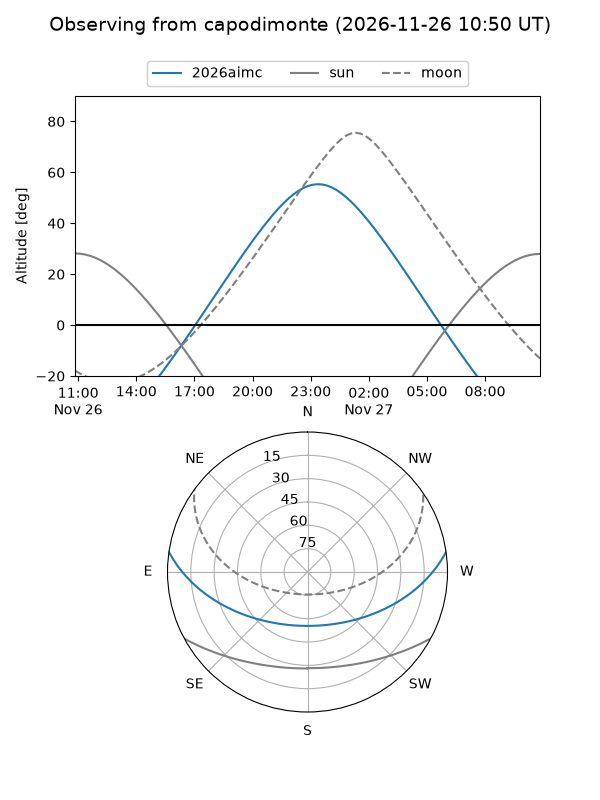 Observing from capodimonte (2026-11-26 10:50 UT)
2026aimc sun moon
Altitude [deg]
80
60
40
20
0
−20
11:00 14:00 17:00 20:00 23:00 02:00 05:00 08:00
Nov 26 Nov 27
N
NE NW
15
30
45
60
75
E W
SE SW
S